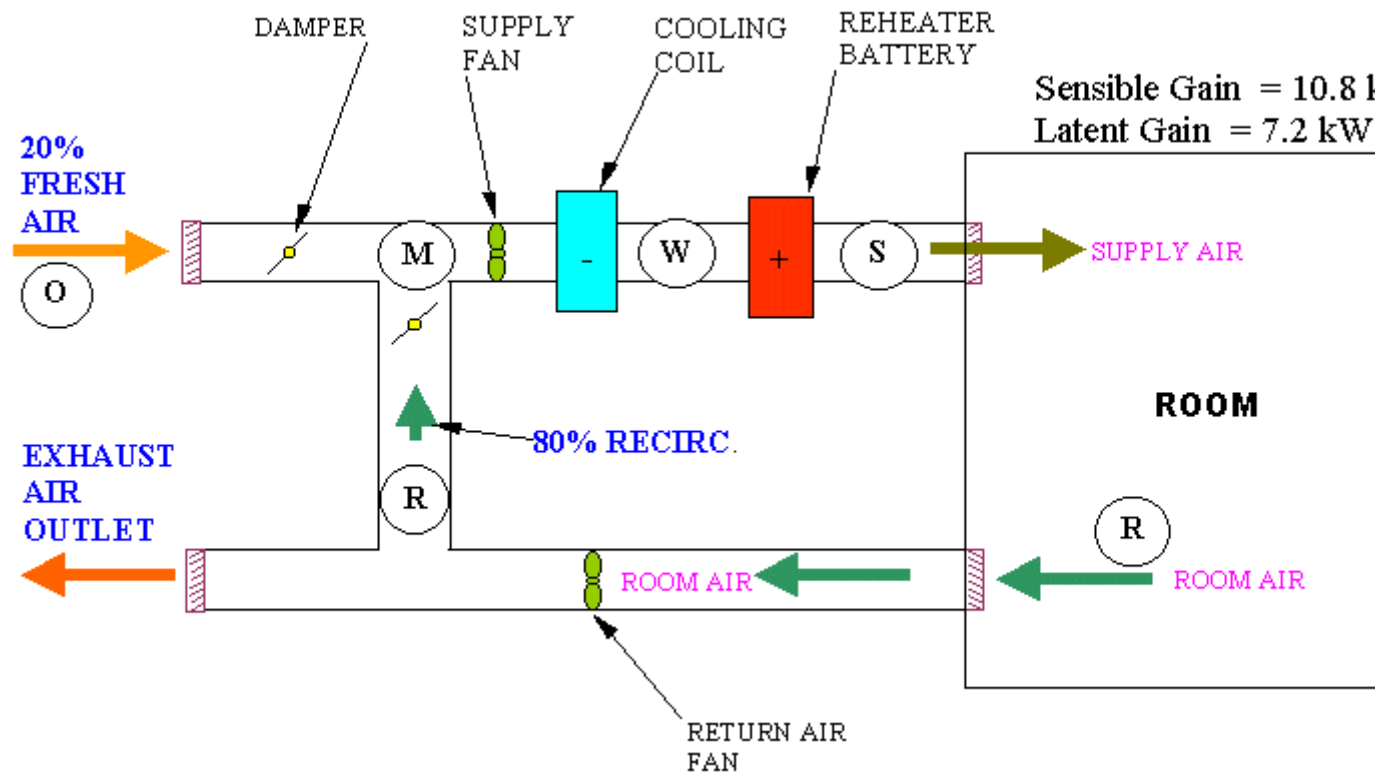 DAMPER
SUPPLY
FAN
COOLING
COIL
REHEATER
BATTERY
Sensible Gain = 10.8 k
Latent Gain = 7.2 kW
20%
FRESH
AIR
O
M
-
W
+
S
SUPPLY AIR
ROOM
80% RECIRC.
EXHAUST
AIR
OUTLET
R
R
ROOM AIR
ROOM AIR
RETURN AIR
FAN